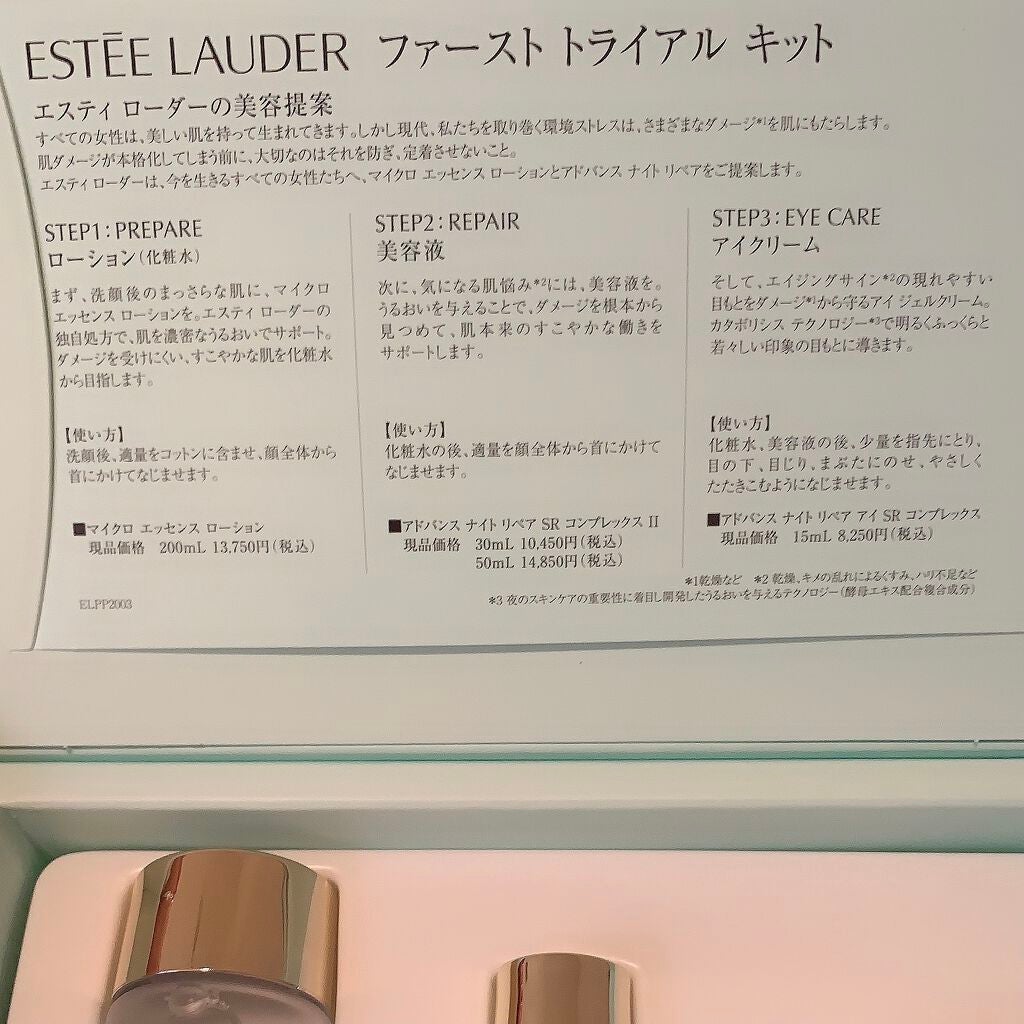 ESTĒE LAUDER ファースト トライアル キット
エスティ ローダーの美容提案
すべての女性は、美しい肌を持って生まれてきます。しかし現代、私たちを取り巻く環境ストレスは、さまざまなダメージ*1を肌にもたらします。
肌ダメージが本格化してしまう前に、大切なのはそれを防ぎ、定着させないこと。
エスティ ローダーは、今を生きるすべての女性たちへ、マイクロ エッセンス ローションとアドバンス ナイト リペアをご提案します。
STEP1：PREPARE
ローション（化粧水）
まず、洗顔後のまっさらな肌に、マイクロ
エッセンス ローションを。エスティ ローダーの
独自処方で、肌を濃密なうるおいでサポート。
ダメージを受けにくい、すこやかな肌を化粧水
から目指します。
【使い方】
洗顔後、適量をコットンに含ませ、顔全体から
首にかけてなじませます。
■マイクロ エッセンス ローション
現品価格 200mL 13,750円（税込）
ELPP2003
STEP2：REPAIR
美容液
次に、気になる肌悩み*2には、美容液を。
うるおいを与えることで、ダメージを根本から
見つめて、肌本来のすこやかな働きを
サポートします。
【使い方】
化粧水の後、適量を顔全体から首にかけて
なじませます。
■アドバンス ナイト リペア SR コンプレックス II
現品価格 30mL 10,450円（税込）
50mL 14,850円（税込）
STEP3：EYE CARE
アイクリーム
そして、エイジングサイン*2の現れやすい
目もとをダメージ*1から守るアイ ジェルクリーム。
カタボリシス テクノロジー*3で明るくふっくらと
若々しい印象の目もとに導きます。
【使い方】
化粧水、美容液の後、少量を指先にとり、
目の下、目じり、まぶたにのせ、やさしく
たたきこむようになじませます。
■アドバンス ナイト リペア アイ SR コンプレックス
現品価格 15mL 8,250円（税込）
*1乾燥など *2 乾燥、キメの乱れによるくすみ、ハリ不足など
*3 夜のスキンケアの重要性に着目し開発したうるおいを与えるテクノロジー（酵母エキス配合複合成分）